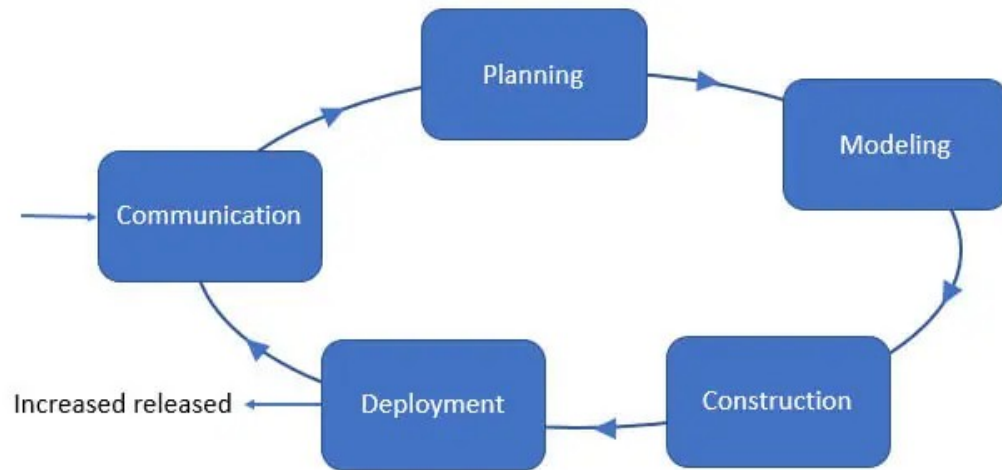 Planning
Modeling
Communication
Construction
Deployment
Increased released